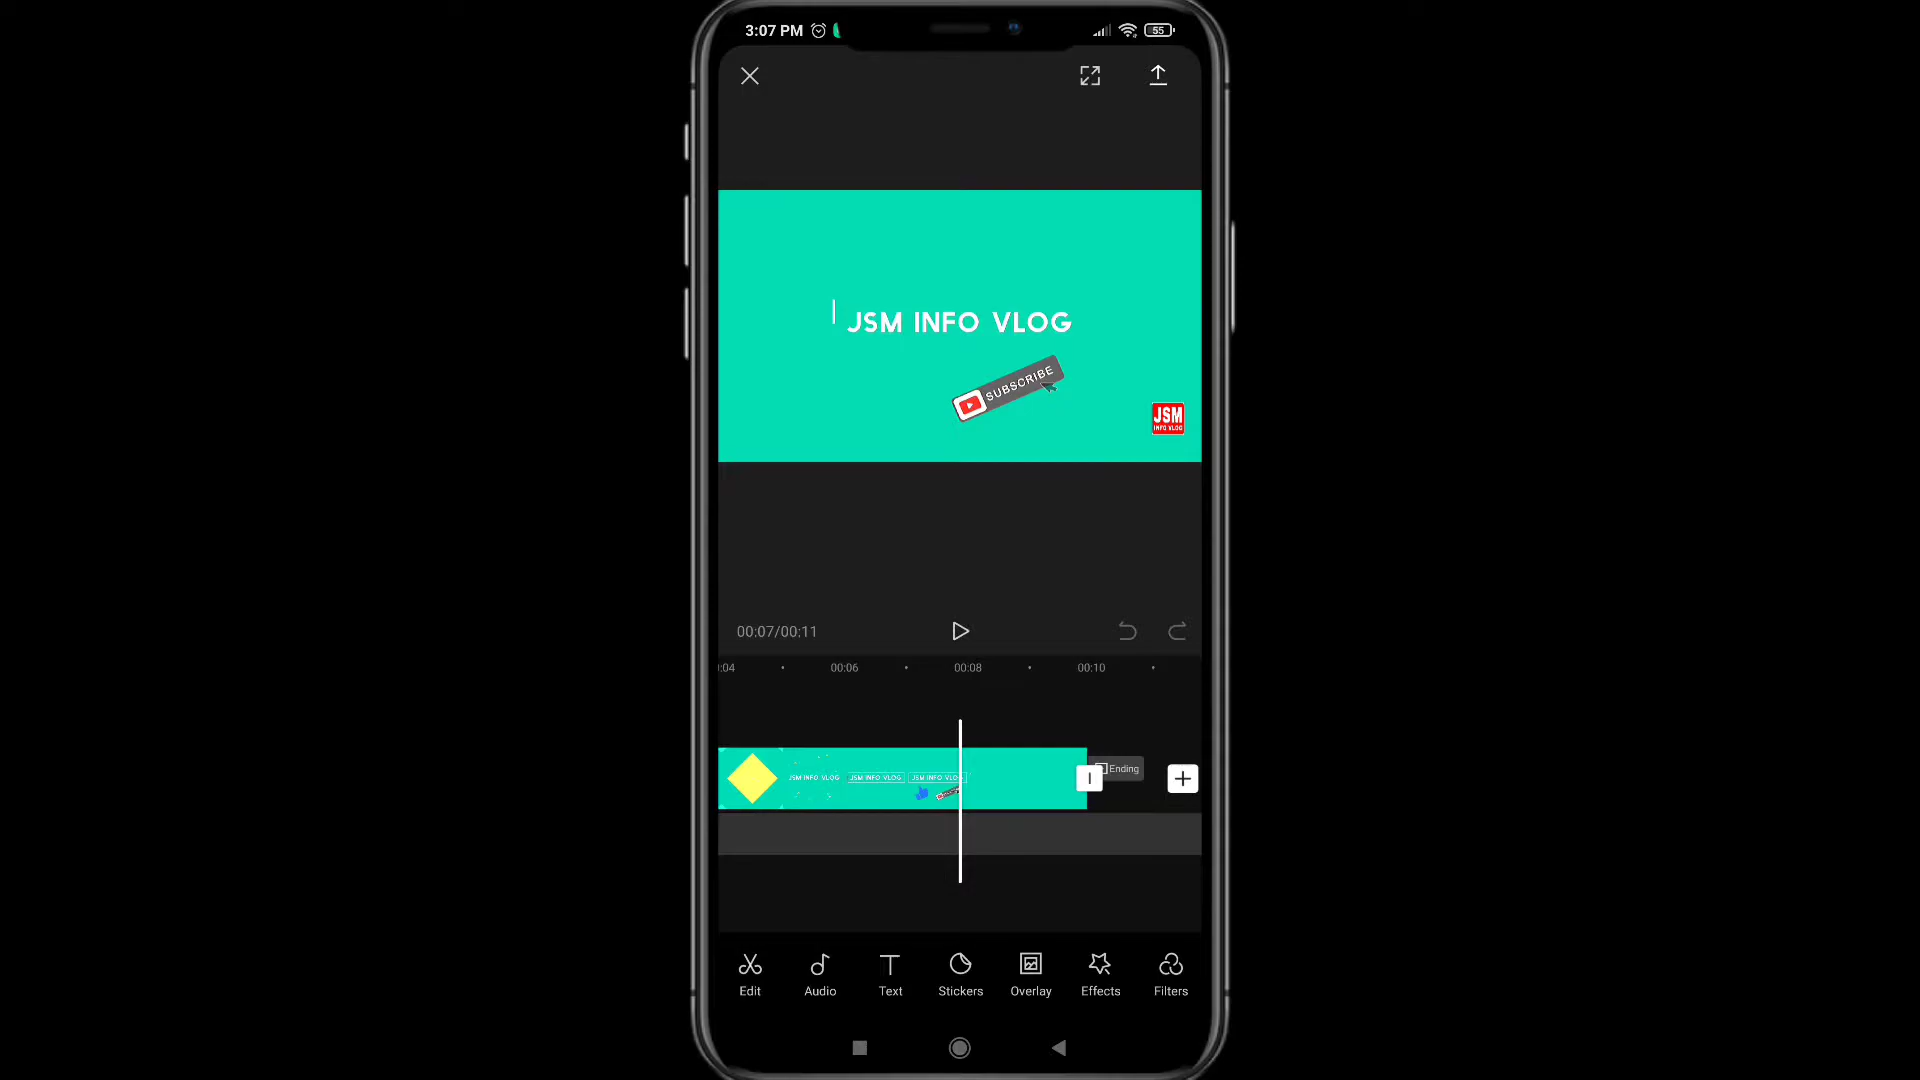 3:07 PM
55
JSM INFO VLOG
SUBSCRIBE
JSM
INFO VLOG
00:07/00:11
:04
00:06
00:08
00:10
JSM INFO VLOG
JSM INFO VLOG
JSM INFO VLOG
Ending
Edit
Audio
Text
Stickers
Overlay
Effects
Filters